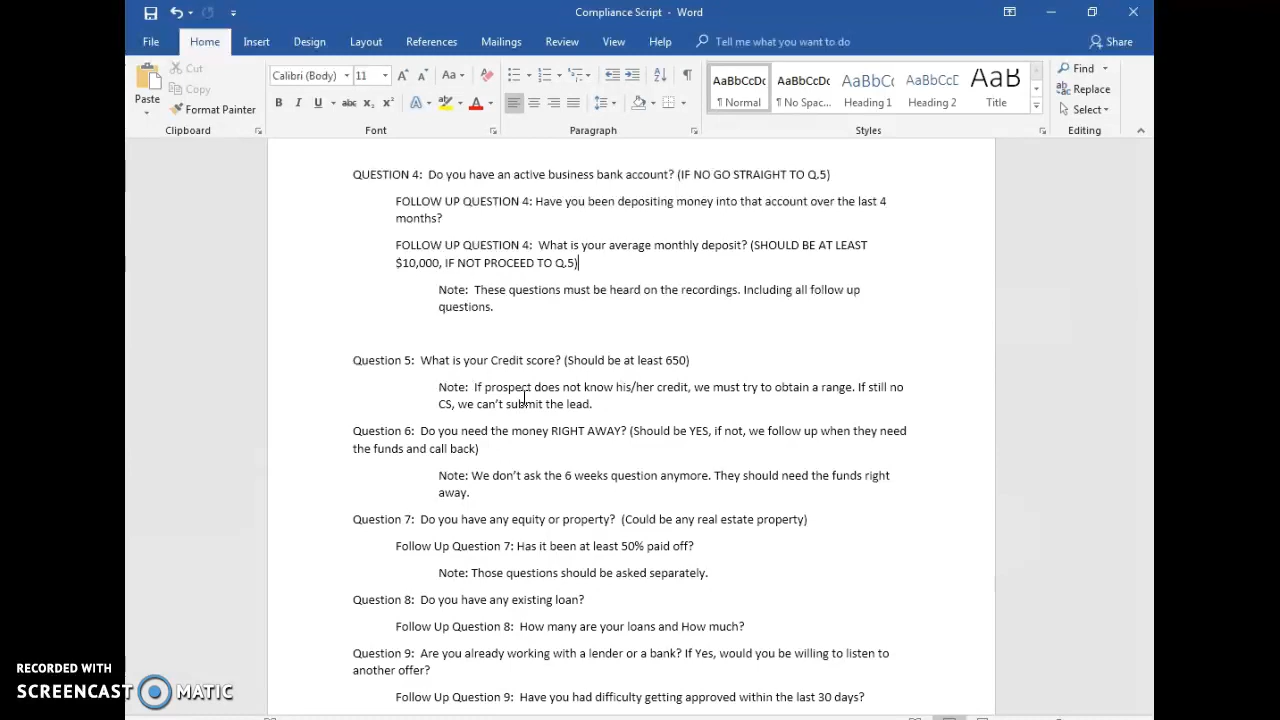 Compliance Script - Word
File Home Insert Design Layout References Mailings Review View Help Tell me what you want to do Share
Paste
Cut
Copy
Format Painter
Clipboard
Calibri (Body) 11
B I U abc x₂ x²
Font
Paragraph
AaBbCcDc AaBbCcDc AaBbCc AaBbCcD AaB
¶ Normal ¶ No Spac... Heading 1 Heading 2 Title
Styles
Find
Replace
Select
Editing
QUESTION 4: Do you have an active business bank account? (IF NO GO STRAIGHT TO Q.5)
FOLLOW UP QUESTION 4: Have you been depositing money into that account over the last 4
months?
FOLLOW UP QUESTION 4: What is your average monthly deposit? (SHOULD BE AT LEAST
$10,000, IF NOT PROCEED TO Q.5)
Note: These questions must be heard on the recordings. Including all follow up
questions.
Question 5: What is your Credit score? (Should be at least 650)
Note: If prospect does not know his/her credit, we must try to obtain a range. If still no
CS, we can't submit the lead.
Question 6: Do you need the money RIGHT AWAY? (Should be YES, if not, we follow up when they need
the funds and call back)
Note: We don't ask the 6 weeks question anymore. They should need the funds right
away.
Question 7: Do you have any equity or property? (Could be any real estate property)
Follow Up Question 7: Has it been at least 50% paid off?
Note: Those questions should be asked separately.
Question 8: Do you have any existing loan?
Follow Up Question 8: How many are your loans and How much?
Question 9: Are you already working with a lender or a bank? If Yes, would you be willing to listen to
another offer?
Follow Up Question 9: Have you had difficulty getting approved within the last 30 days?
RECORDED WITH
SCREENCAST MATIC